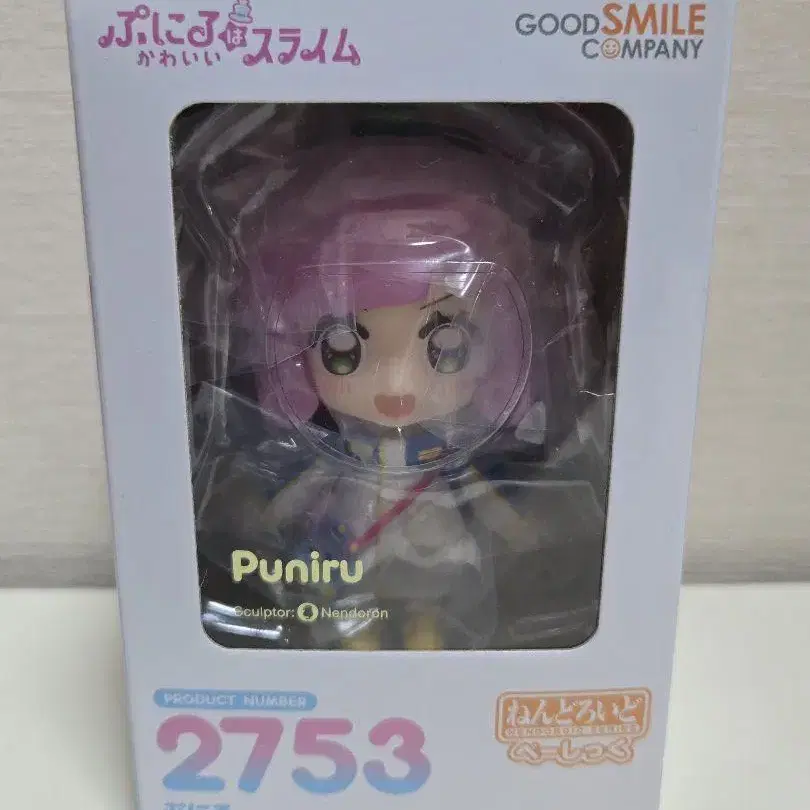 ぷにるはかわいいスライム
GOOD SMILE
COMPANY
Puniru
Sculptor: Nendoron
PRODUCT NUMBER
2753
ねんどろいど
NENDOROID SERIES
べーしっく